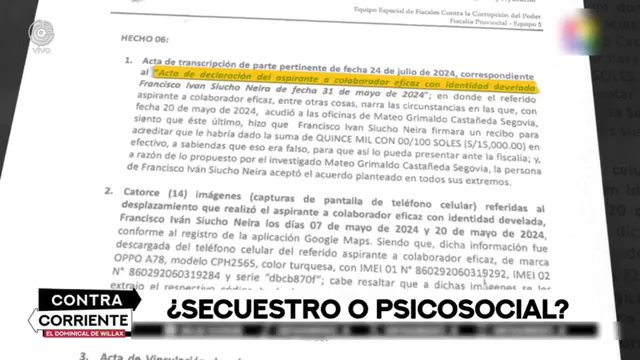 Equipo Especial de Fiscales Contra la Corrupción del Poder
Fiscalía Provincial - Equipo 5
VIVO
HECHO 06:
1. Acta de transcripción de parte pertinente de fecha 24 de julio de 2024, correspondiente
al "Acta de declaración del aspirante a colaborador eficaz con identidad develada
Francisco Ivan Siucho Neira de fecha 31 de mayo de 2024"; en donde el referido
aspirante a colaborador eficaz, entre otras cosas, narra las circunstancias en las que, con
fecha 20 de mayo de 2024, acudió a las oficinas de Mateo Grimaldo Castañeda Segovia,
siento que éste último, hizo que Francisco Ivan Siucho Neira firmara un recibo para
acreditar que le habría dado la suma de QUINCE MIL CON 00/100 SOLES (S/15,000.00) en
efectivo, a sabiendas que eso era falso, para que así lo pueda presentar ante la fiscalía; y,
a razón de lo propuesto por el investigado Mateo Grimaldo Castañeda Segovia, la persona
de Francisco Iván Siucho Neira aceptó el acuerdo planteado en todos sus extremos.
2. Catorce (14) imágenes (capturas de pantalla de teléfono celular) referidas al
desplazamiento que realizó el aspirante a colaborador eficaz con identidad develada,
Francisco Iván Siucho Neira los días 07 de mayo de 2024 y 20 de mayo de 2024,
conforme al registro de la aplicación Google Maps. Siendo que, dicha información fue
descargada del teléfono celular del referido aspirante a colaborador eficaz, de marca
OPPO A78, modelo CPH2565, color turquesa, con IMEI 01 N° 860292060319292, IMEI 02
N° 860292060319284 y serie "dbcb870f"; cabe resaltar que a dichas imágenes se les
extrajo el respectivo código
CONTRA
CORRIENTE
EL DOMINICAL DE WILLAX
¿SECUESTRO O PSICOSOCIAL?
3. Acta de